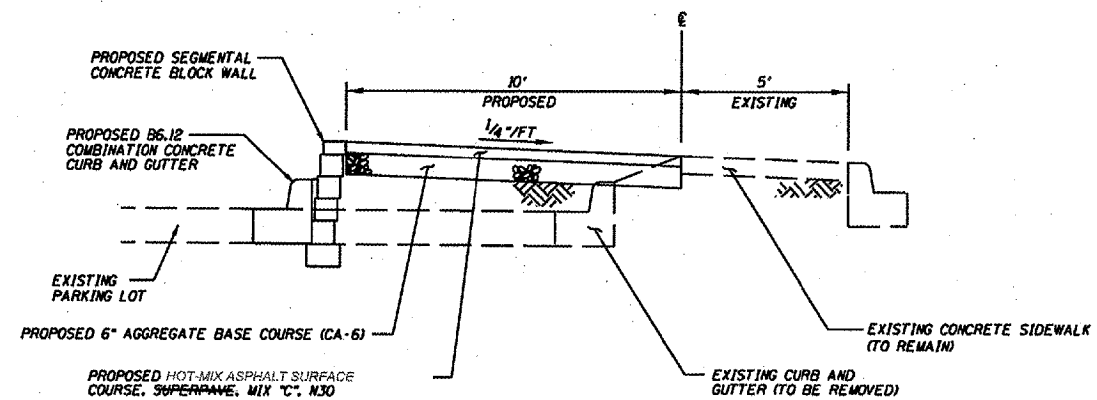 ℄
PROPOSED SEGMENTAL
CONCRETE BLOCK WALL
10'
PROPOSED
5'
EXISTING
1/4"/FT
PROPOSED B6.12
COMBINATION CONCRETE
CURB AND GUTTER
EXISTING
PARKING LOT
PROPOSED 6" AGGREGATE BASE COURSE (CA-6)
EXISTING CONCRETE SIDEWALK
(TO REMAIN)
PROPOSED HOT-MIX ASPHALT SURFACE
COURSE, SUPERPAVE, MIX "C", N30
EXISTING CURB AND
GUTTER (TO BE REMOVED)